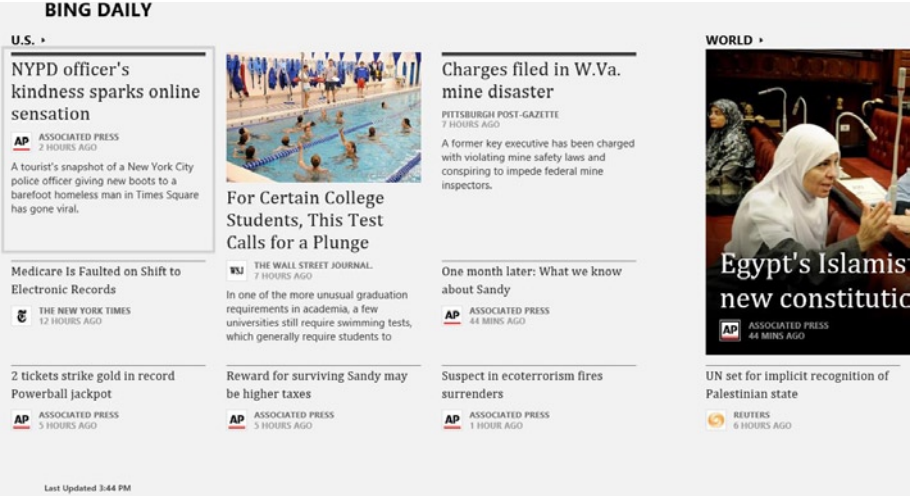 BING DAILY
U.S.
NYPD officer's
kindness sparks online
sensation
AP
ASSOCIATED PRESS
2 HOURS AGO
A tourist's snapshot of a New York City
police officer giving new boots to a
barefoot homeless man in Times Square
has gone viral.
Medicare Is Faulted on Shift to
Electronic Records
THE NEW YORK TIMES
12 HOURS AGO
2 tickets strike gold in record
Powerball jackpot
AP
ASSOCIATED PRESS
5 HOURS AGO
For Certain College
Students, This Test
Calls for a Plunge
WSJ
THE WALL STREET JOURNAL.
7 HOURS AGO
In one of the more unusual graduation
requirements in academia, a few
universities still require swimming tests,
which generally require students to
Reward for surviving Sandy may
be higher taxes
AP
ASSOCIATED PRESS
5 HOURS AGO
Charges filed in W.Va.
mine disaster
PITTSBURGH POST-GAZETTE
7 HOURS AGO
A former key executive has been charged
with violating mine safety laws and
conspiring to impede federal mine
inspectors.
One month later: What we know
about Sandy
AP
ASSOCIATED PRESS
44 MINS AGO
Suspect in ecoterrorism fires
surrenders
AP
ASSOCIATED PRESS
1 HOUR AGO
WORLD
Egypt's Islamis
new constitutio
AP
ASSOCIATED PRESS
44 MINS AGO
UN set for implicit recognition of
Palestinian state
REUTERS
6 HOURS AGO
Last Updated 3:44 PM